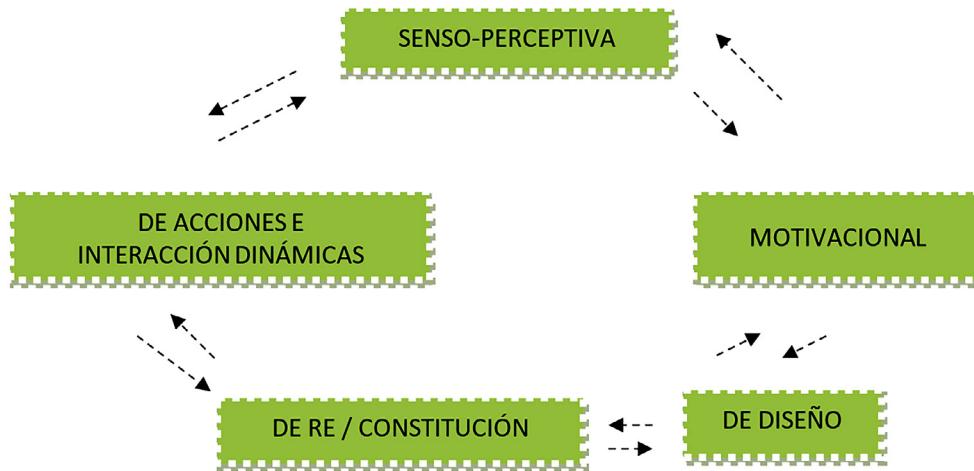 SENSO-PERCEPTIVA
DE ACCIONES E
INTERACCIÓN DINÁMICAS
MOTIVACIONAL
DE RE / CONSTITUCIÓN
DE DISEÑO